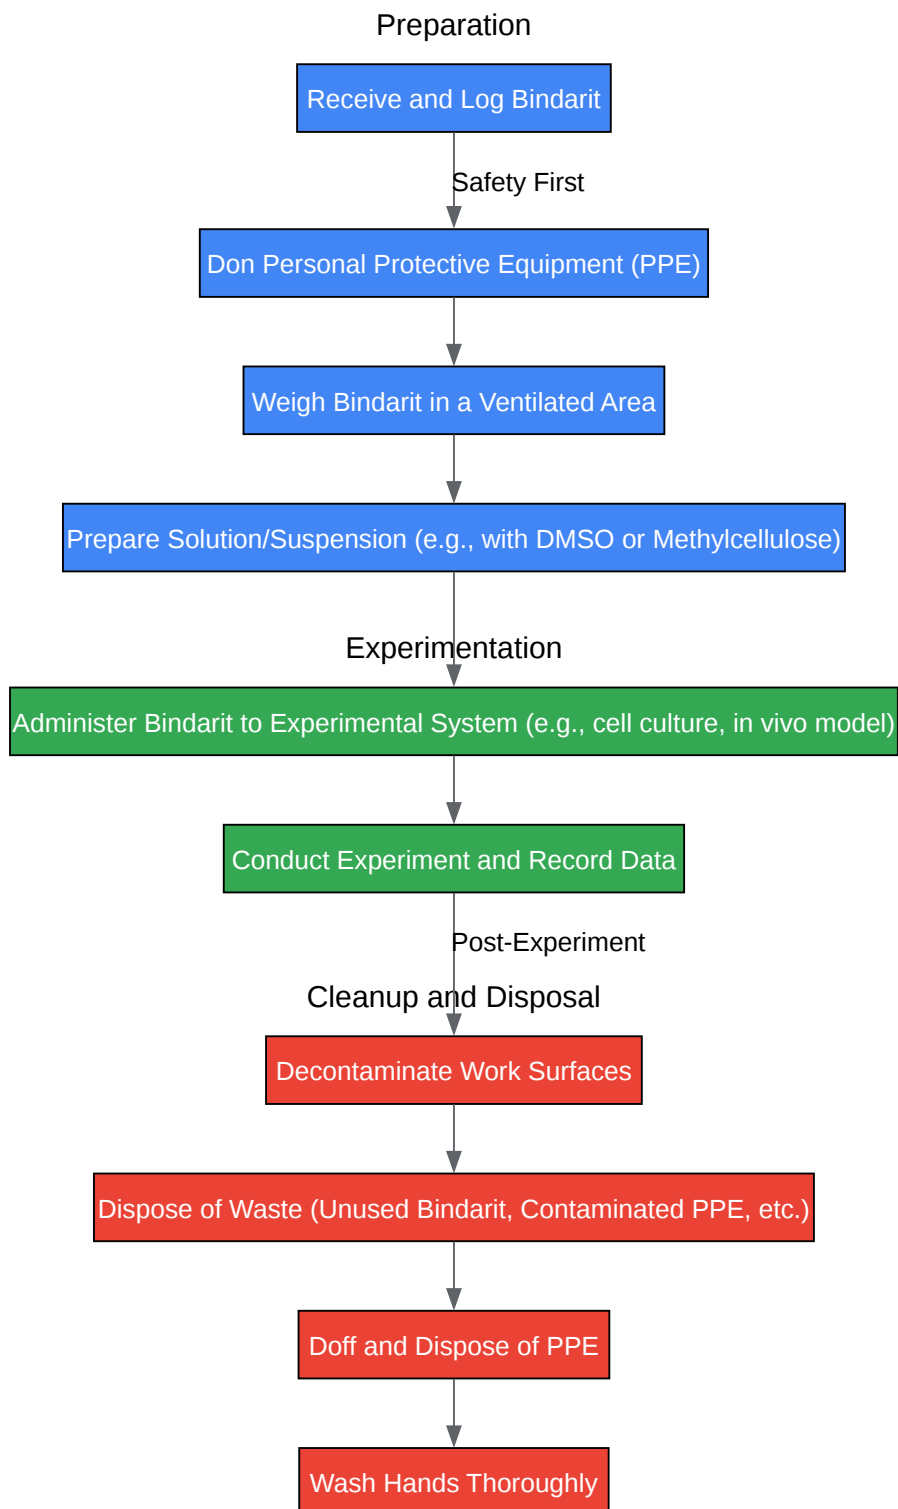 Preparation
Receive and Log Bindarit
Safety First
Don Personal Protective Equipment (PPE)
Weigh Bindarit in a Ventilated Area
Prepare Solution/Suspension (e.g., with DMSO or Methylcellulose)
Experimentation
Administer Bindarit to Experimental System (e.g., cell culture, in vivo model)
Conduct Experiment and Record Data
Post-Experiment
Cleanup and Disposal
Decontaminate Work Surfaces
Dispose of Waste (Unused Bindarit, Contaminated PPE, etc.)
Doff and Dispose of PPE
Wash Hands Thoroughly